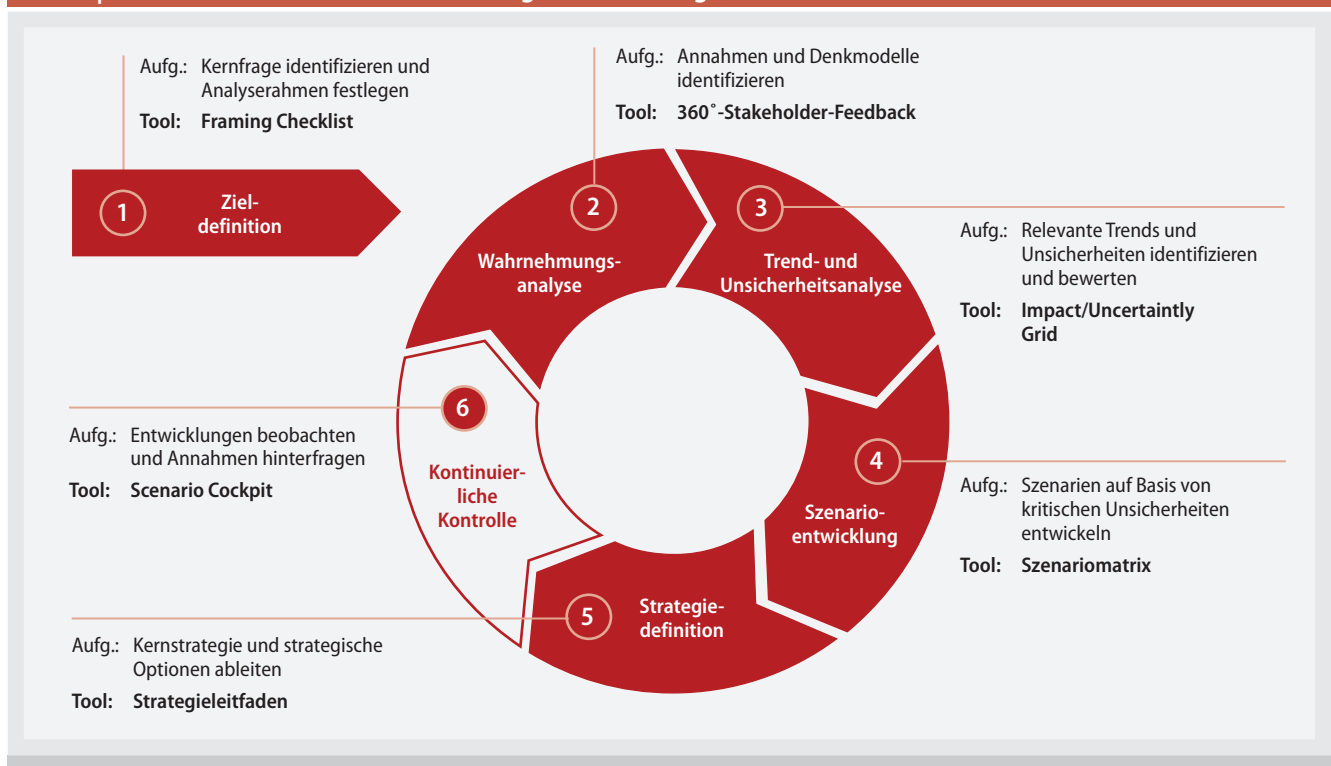 Aufg.: Kernfrage identifizieren und
Analyserahmen festlegen
Tool: Framing Checklist
Aufg.: Annahmen und Denkmodelle
identifizieren
Tool: 360°-Stakeholder-Feedback
1
Ziel-
definition
2
Wahrnehmungs-
analyse
3
Trend- und
Unsicherheitsanalyse
Aufg.: Relevante Trends und
Unsicherheiten identifizieren
und bewerten
Tool: Impact/Uncertaintly
Grid
4
Szenario-
entwicklung
Aufg.: Szenarien auf Basis von
kritischen Unsicherheiten
entwickeln
Tool: Szenariomatrix
5
Strategie-
definition
Aufg.: Kernstrategie und strategische
Optionen ableiten
Tool: Strategieleitfaden
6
Kontinuier-
liche
Kontrolle
Aufg.: Entwicklungen beobachten
und Annahmen hinterfragen
Tool: Scenario Cockpit